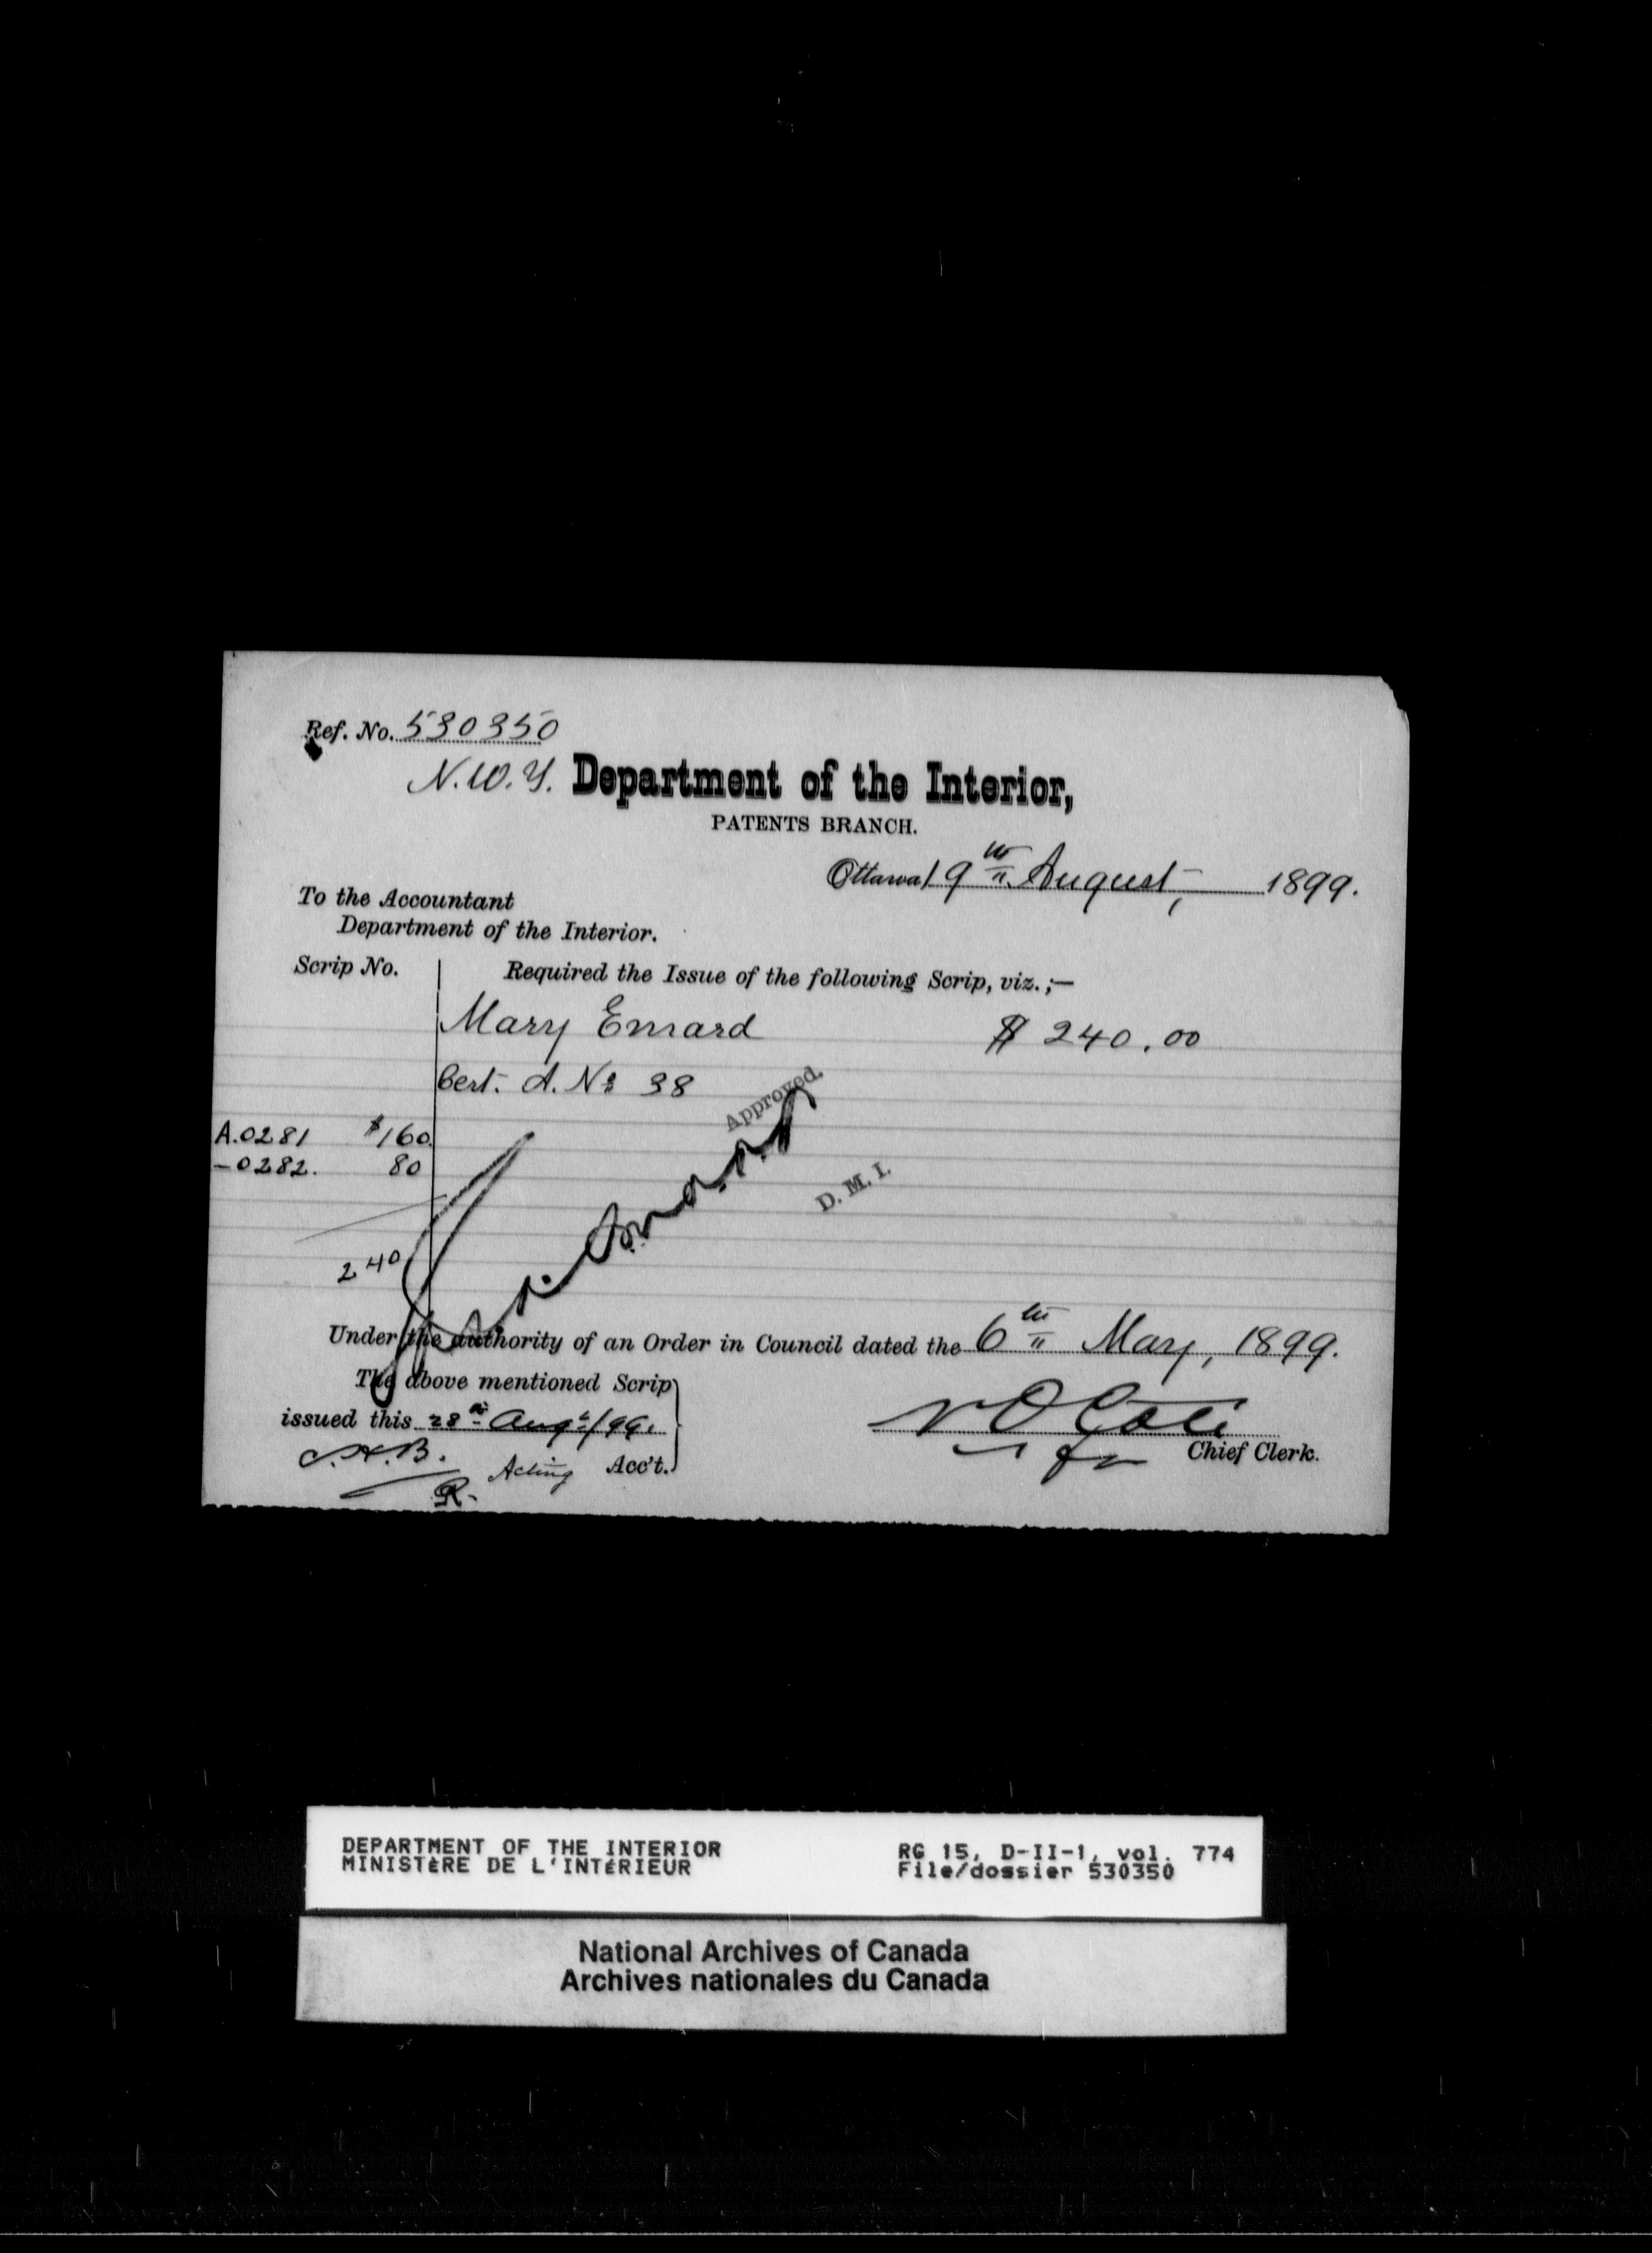 Ref. No. 530350
N.W.Y. Department of the Interior,
PATENTS BRANCH.
Ottawa 19th August, 1899.
To the Accountant
Department of the Interior.
Scrip No. Required the Issue of the following Scrip, viz.;—
Mary Emard $ 240.00
Cert. A. No 38
Approved.
A.0281 $160
-0282. 80
D. M. I.
240
Under the authority of an Order in Council dated the 6th May, 1899.
The above mentioned Scrip
issued this 28th Augt/99.
Acting Acc't.
N O Coté
Chief Clerk.
R.
DEPARTMENT OF THE INTERIOR RG 15, D-II-1, vol. 774
MINISTÈRE DE L'INTÉRIEUR File/dossier 530350
National Archives of Canada
Archives nationales du Canada